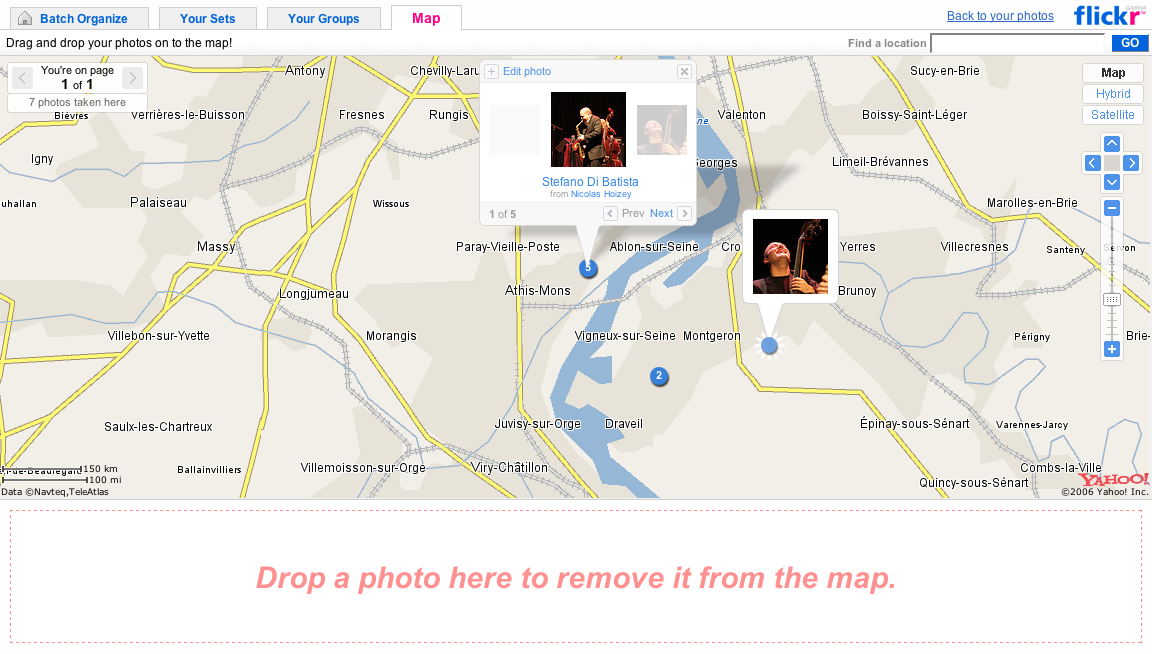 Batch Organize
Your Sets
Your Groups
Map
Back to your photos
flickr
GAMMA
Drag and drop your photos on to the map!
Find a location
GO
You're on page
1 of 1
7 photos taken here
Edit photo
Stefano Di Batista
from Nicolas Hoizey
1 of 5
Prev Next
Map
Hybrid
Satellite
Antony
Chevilly-Laru
Sucy-en-Brie
Bièvres
Verrières-le-Buisson
Fresnes
Rungis
Valenton
Boissy-Saint-Léger
Igny
eorges
Limeil-Brévannes
uhallan
Palaiseau
Wissous
Marolles-en-Brie
Massy
Paray-Vieille-Poste
Ablon-sur-Seine
Cro
Yerres
Villecresnes
Santeny
Servon
5
Longjumeau
Athis-Mons
Brunoy
Villebon-sur-Yvette
Morangis
Vigneux-sur-Seine
Montgeron
Périgny
Brie-
2
Saulx-les-Chartreux
Juvisy-sur-Orge
Draveil
Épinay-sous-Sénart
Varennes-Jarcy
Ballainvilliers
Villemoisson-sur-Orge
Viry-Châtillon
Combs-la-Ville
Quincy-sous-Sénart
150 km
100 mi
Data ©Navteq,TeleAtlas
YAHOO!
©2006 Yahoo! Inc.
Drop a photo here to remove it from the map.